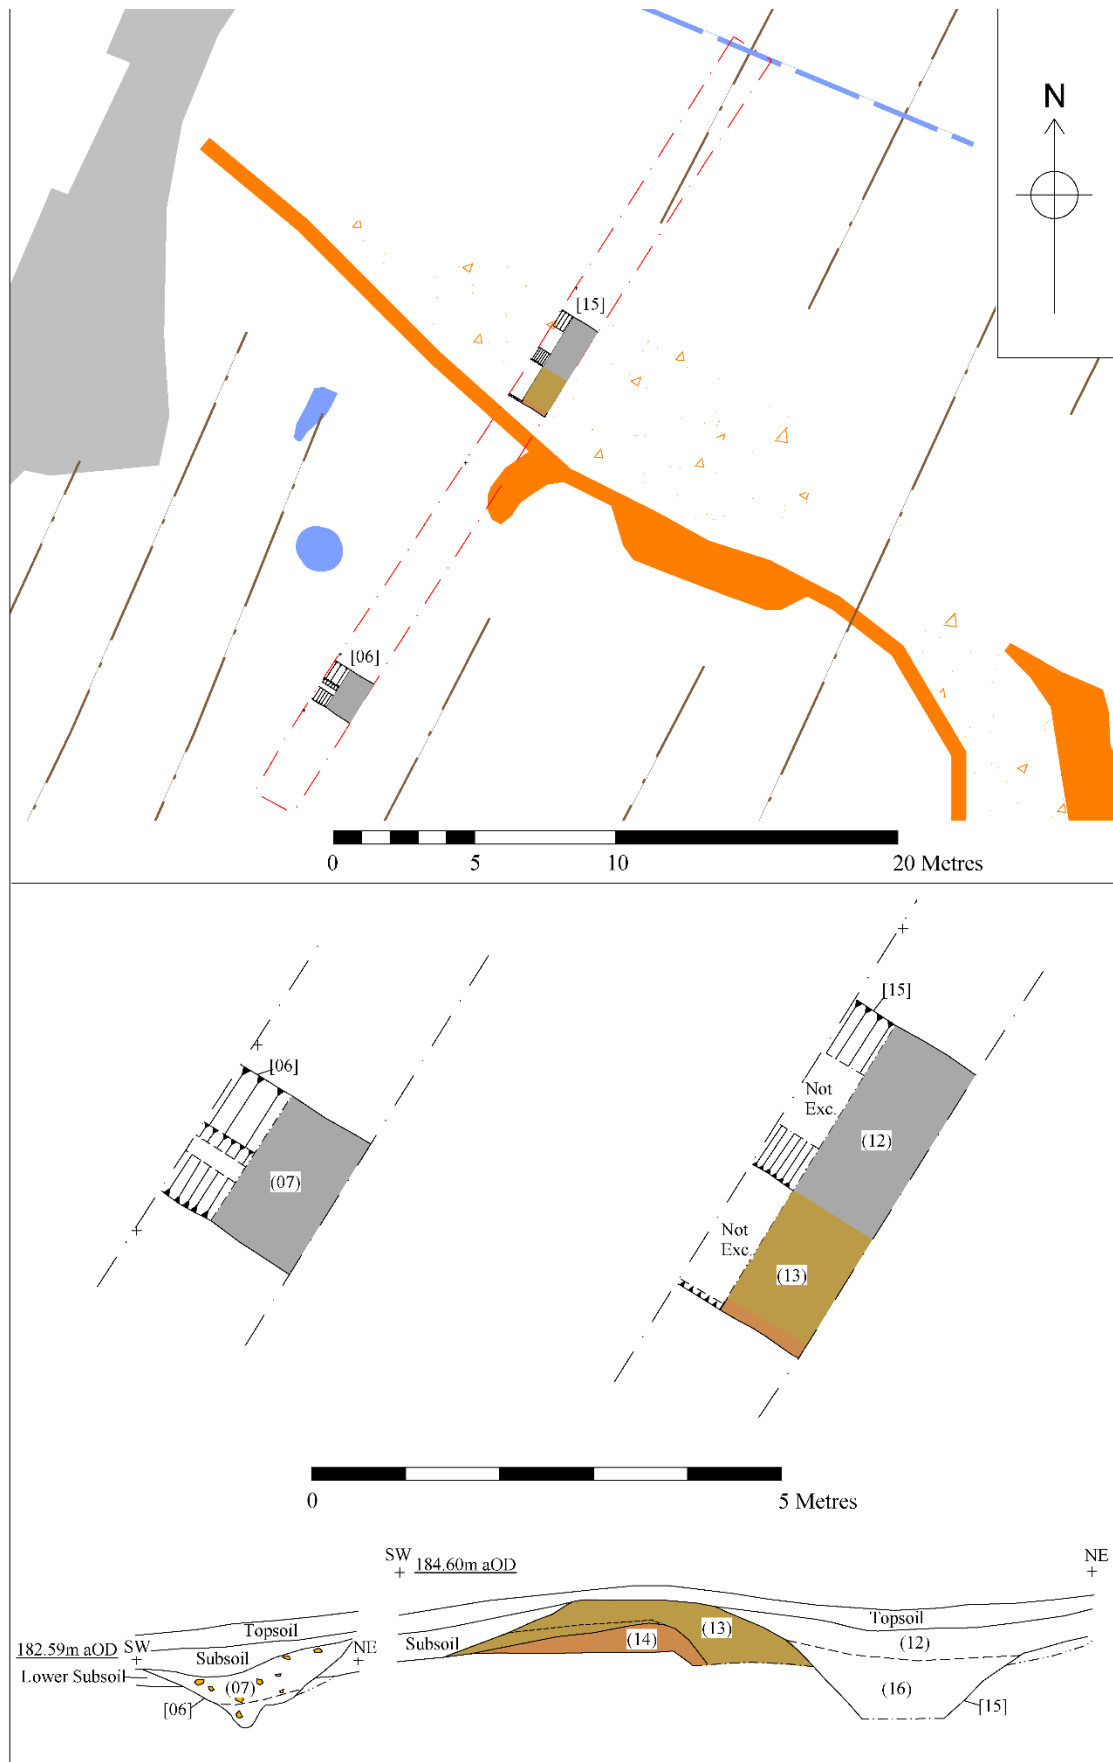 N
[15]
[06]
0 5 10 20 Metres
[15]
[06]
Not
Exc.
(12)
(07)
Not
Exc.
(13)
0 5 Metres
SW 184.60m aOD NE
Topsoil
Topsoil
(13)
182.59m aOD SW NE
Subsoil
(14)
(12)
Subsoil
Lower Subsoil
(07)
(16)
[06]
[15]